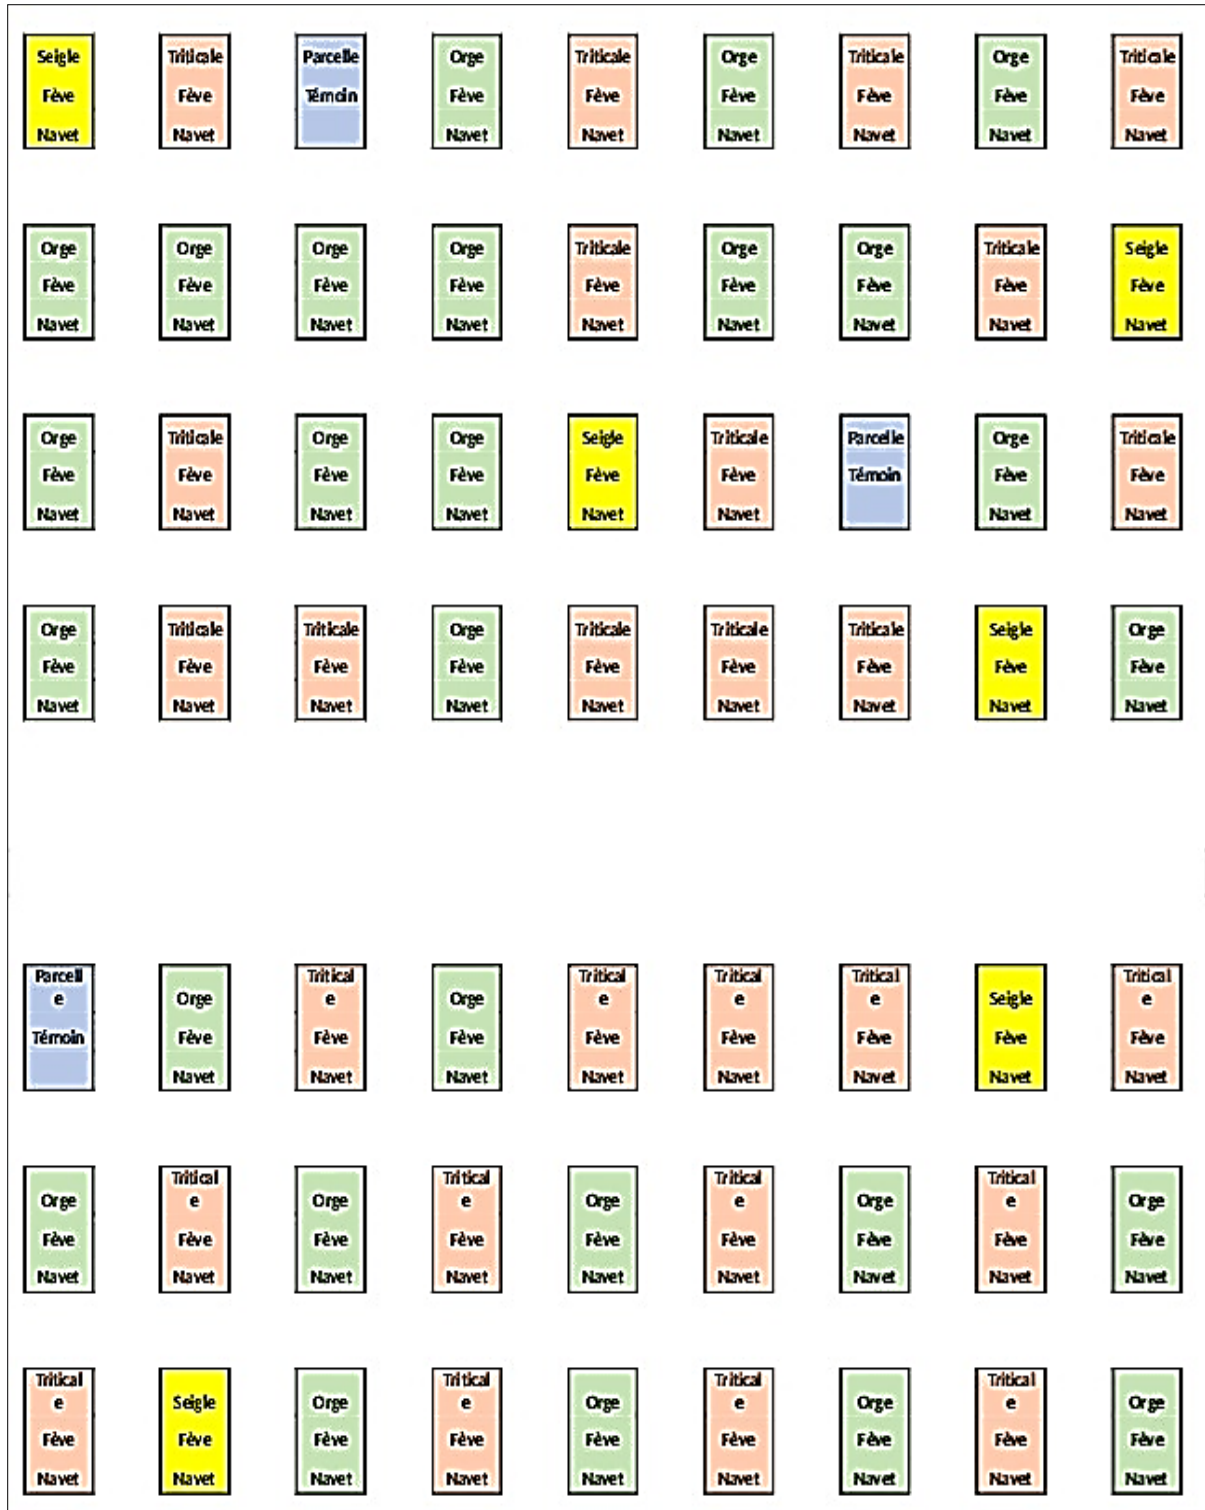 Seigle Triticale Parcelle Orge Triticale Orge Triticale Orge Triticale
Fève Fève Témoin Fève Fève Fève Fève Fève Fève
Navet Navet Navet Navet Navet Navet Navet Navet
Orge Orge Orge Orge Triticale Orge Orge Triticale Seigle
Fève Fève Fève Fève Fève Fève Fève Fève Fève
Navet Navet Navet Navet Navet Navet Navet Navet Navet
Orge Triticale Orge Orge Seigle Triticale Parcelle Orge Triticale
Fève Fève Fève Fève Fève Fève Témoin Fève Fève
Navet Navet Navet Navet Navet Navet Navet Navet
Orge Triticale Triticale Orge Triticale Triticale Triticale Seigle Orge
Fève Fève Fève Fève Fève Fève Fève Fève Fève
Navet Navet Navet Navet Navet Navet Navet Navet Navet
Parcell Trital Trital Trital Trital Trital
e Orge e Orge e e e Seigle e
Témoin Fève Fève Fève Fève Fève Fève Fève Fève
Navet Navet Navet Navet Navet Navet Navet Navet
Tritical Tritical Tritical Tritical
Orge e Orge e Orge e Orge e Orge
Fève Fève Fève Fève Fève Fève Fève Fève Fève
Navet Navet Navet Navet Navet Navet Navet Navet Navet
Tritical Tritical Tritical Tritical
e Seigle Orge e Orge e Orge e Orge
Fève Fève Fève Fève Fève Fève Fève Fève Fève
Navet Navet Navet Navet Navet Navet Navet Navet Navet